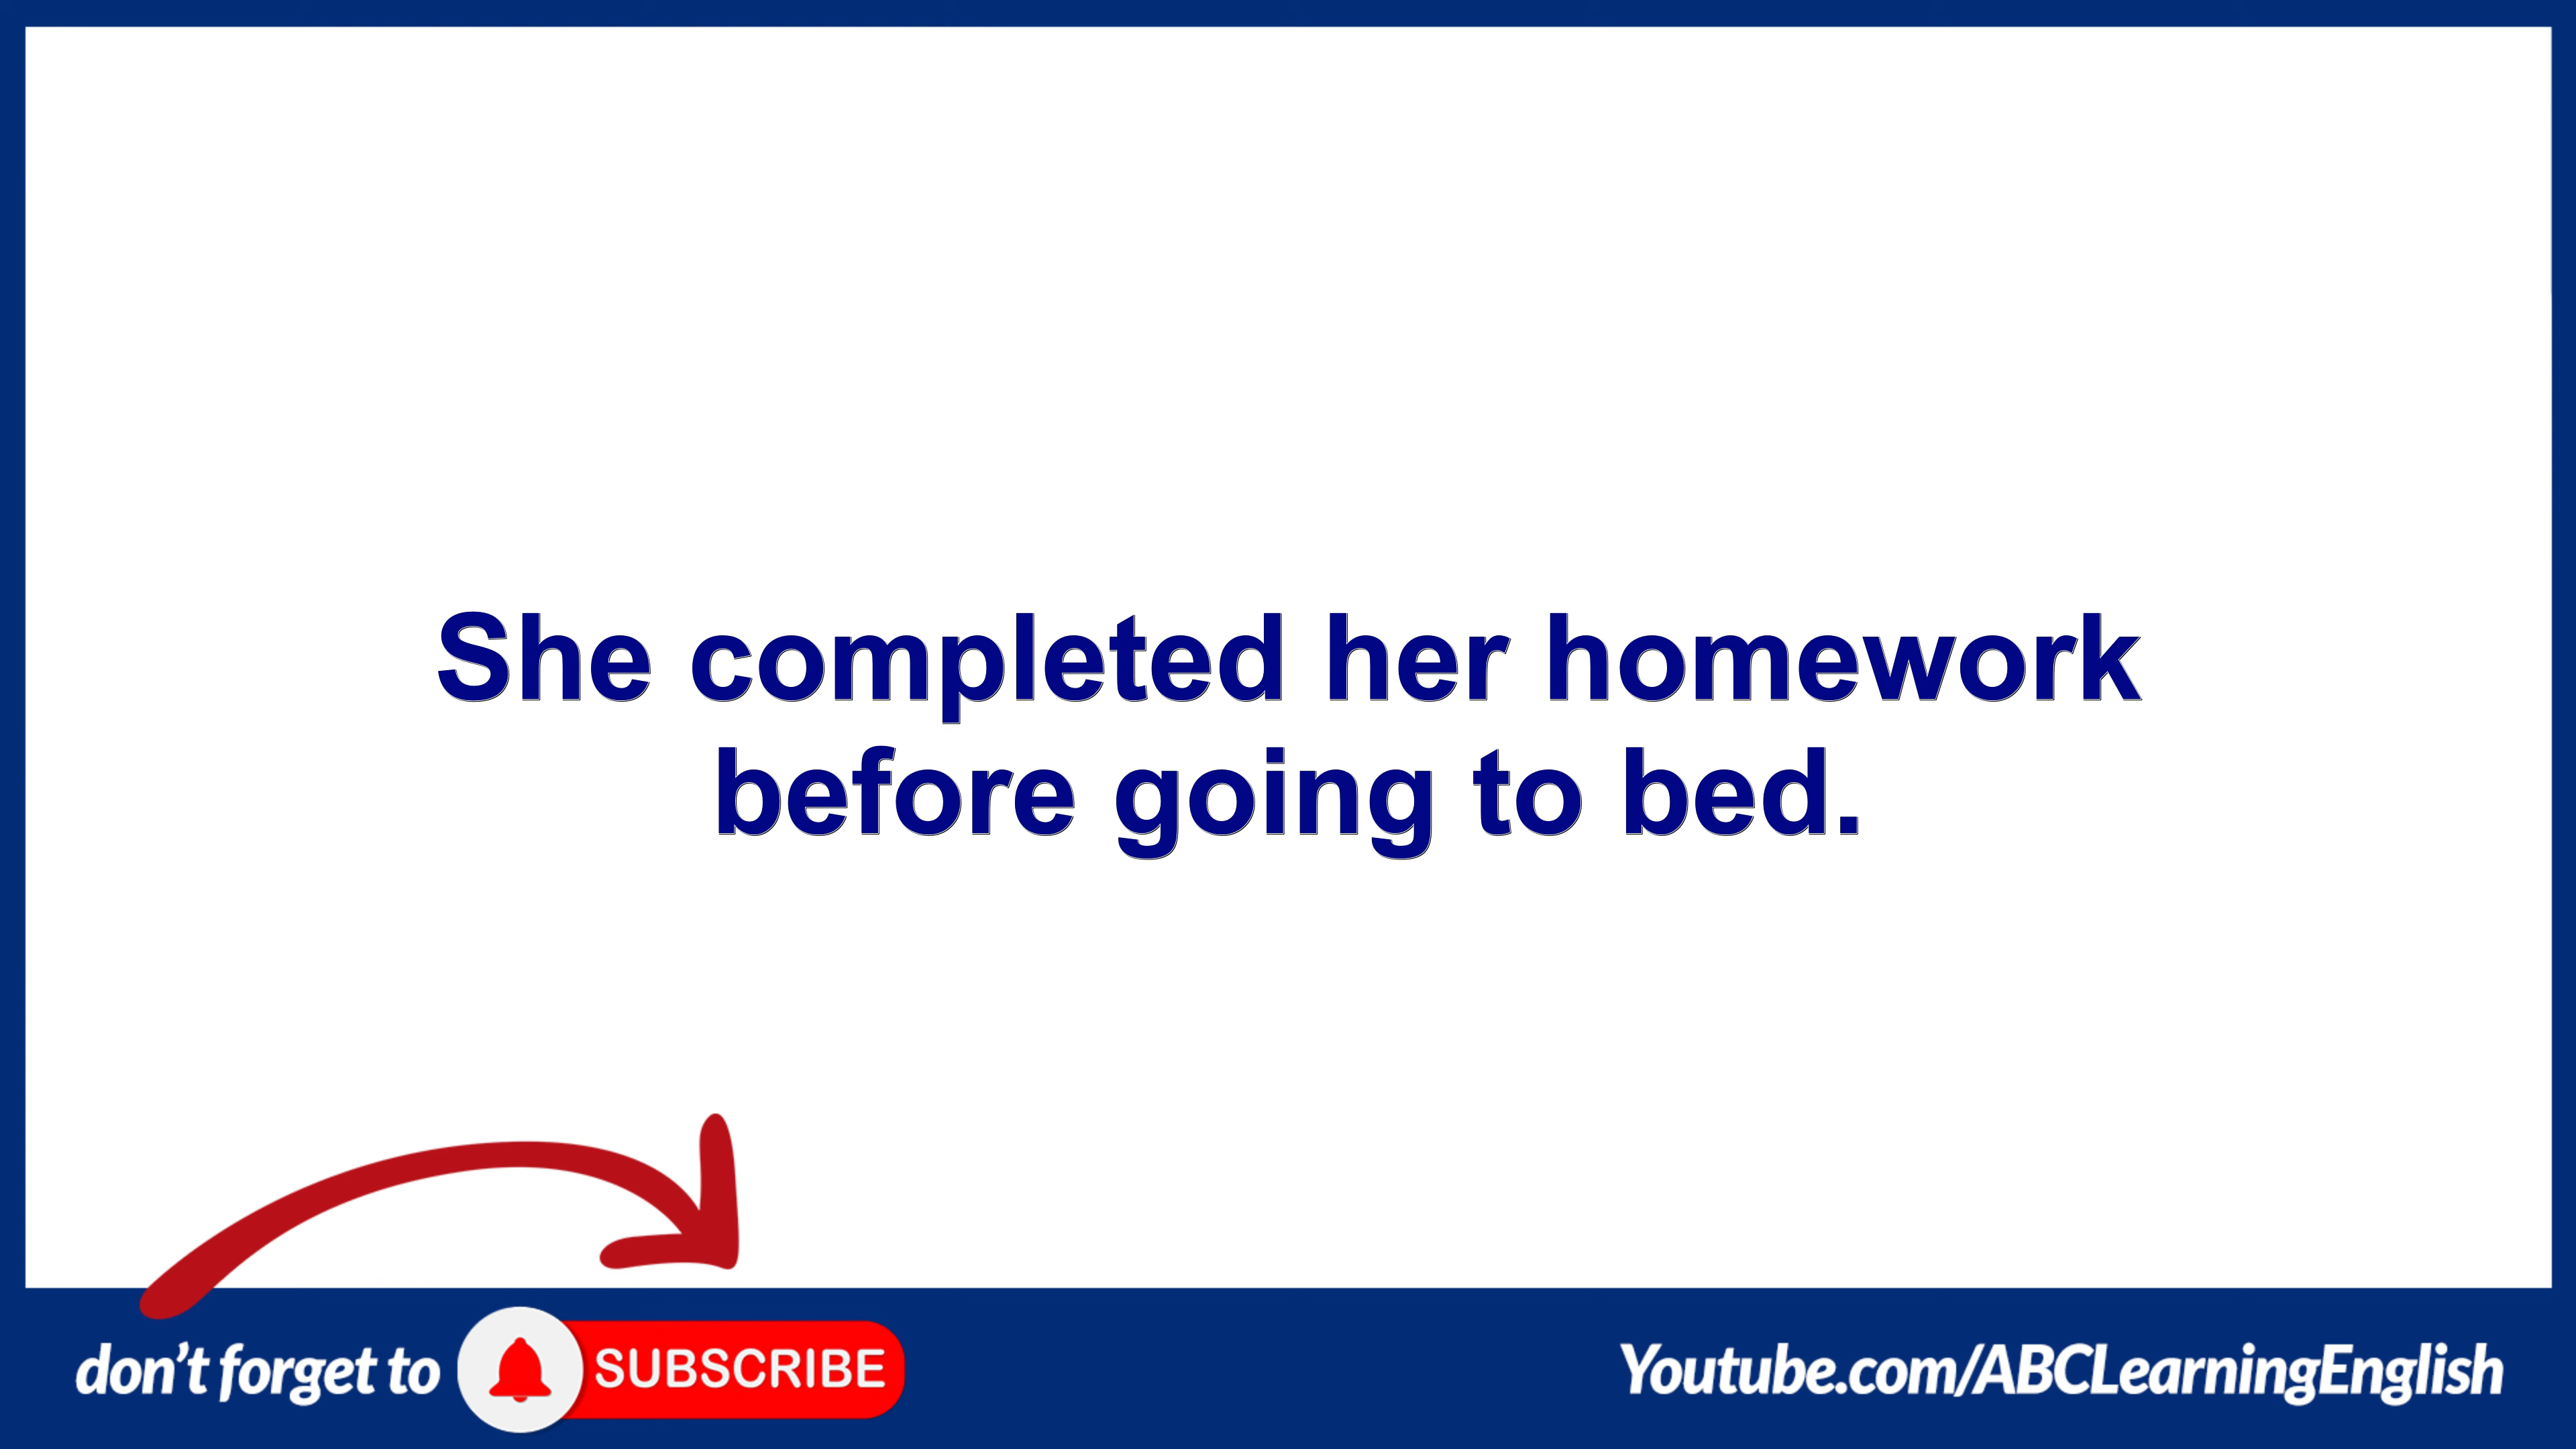 She completed her homework
before going to bed.
don't forget to SUBSCRIBE
Youtube.com/ABCLearningEnglish